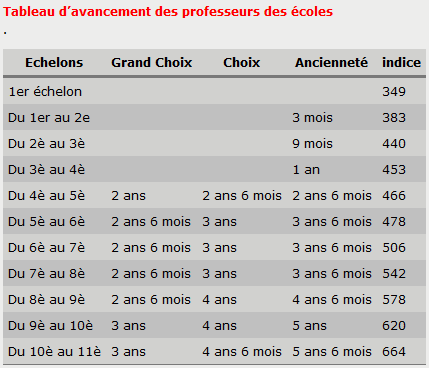 Tableau d'avancement des professeurs des écoles
.
Echelons Grand Choix Choix Ancienneté indice
1er échelon 349
Du 1er au 2e 3 mois 383
Du 2è au 3è 9 mois 440
Du 3è au 4è 1 an 453
Du 4è au 5è 2 ans 2 ans 6 mois 2 ans 6 mois 466
Du 5è au 6è 2 ans 6 mois 3 ans 3 ans 6 mois 478
Du 6è au 7è 2 ans 6 mois 3 ans 3 ans 6 mois 506
Du 7è au 8è 2 ans 6 mois 3 ans 3 ans 6 mois 542
Du 8è au 9è 2 ans 6 mois 4 ans 4 ans 6 mois 578
Du 9è au 10è 3 ans 4 ans 5 ans 620
Du 10è au 11è 3 ans 4 ans 6 mois 5 ans 6 mois 664